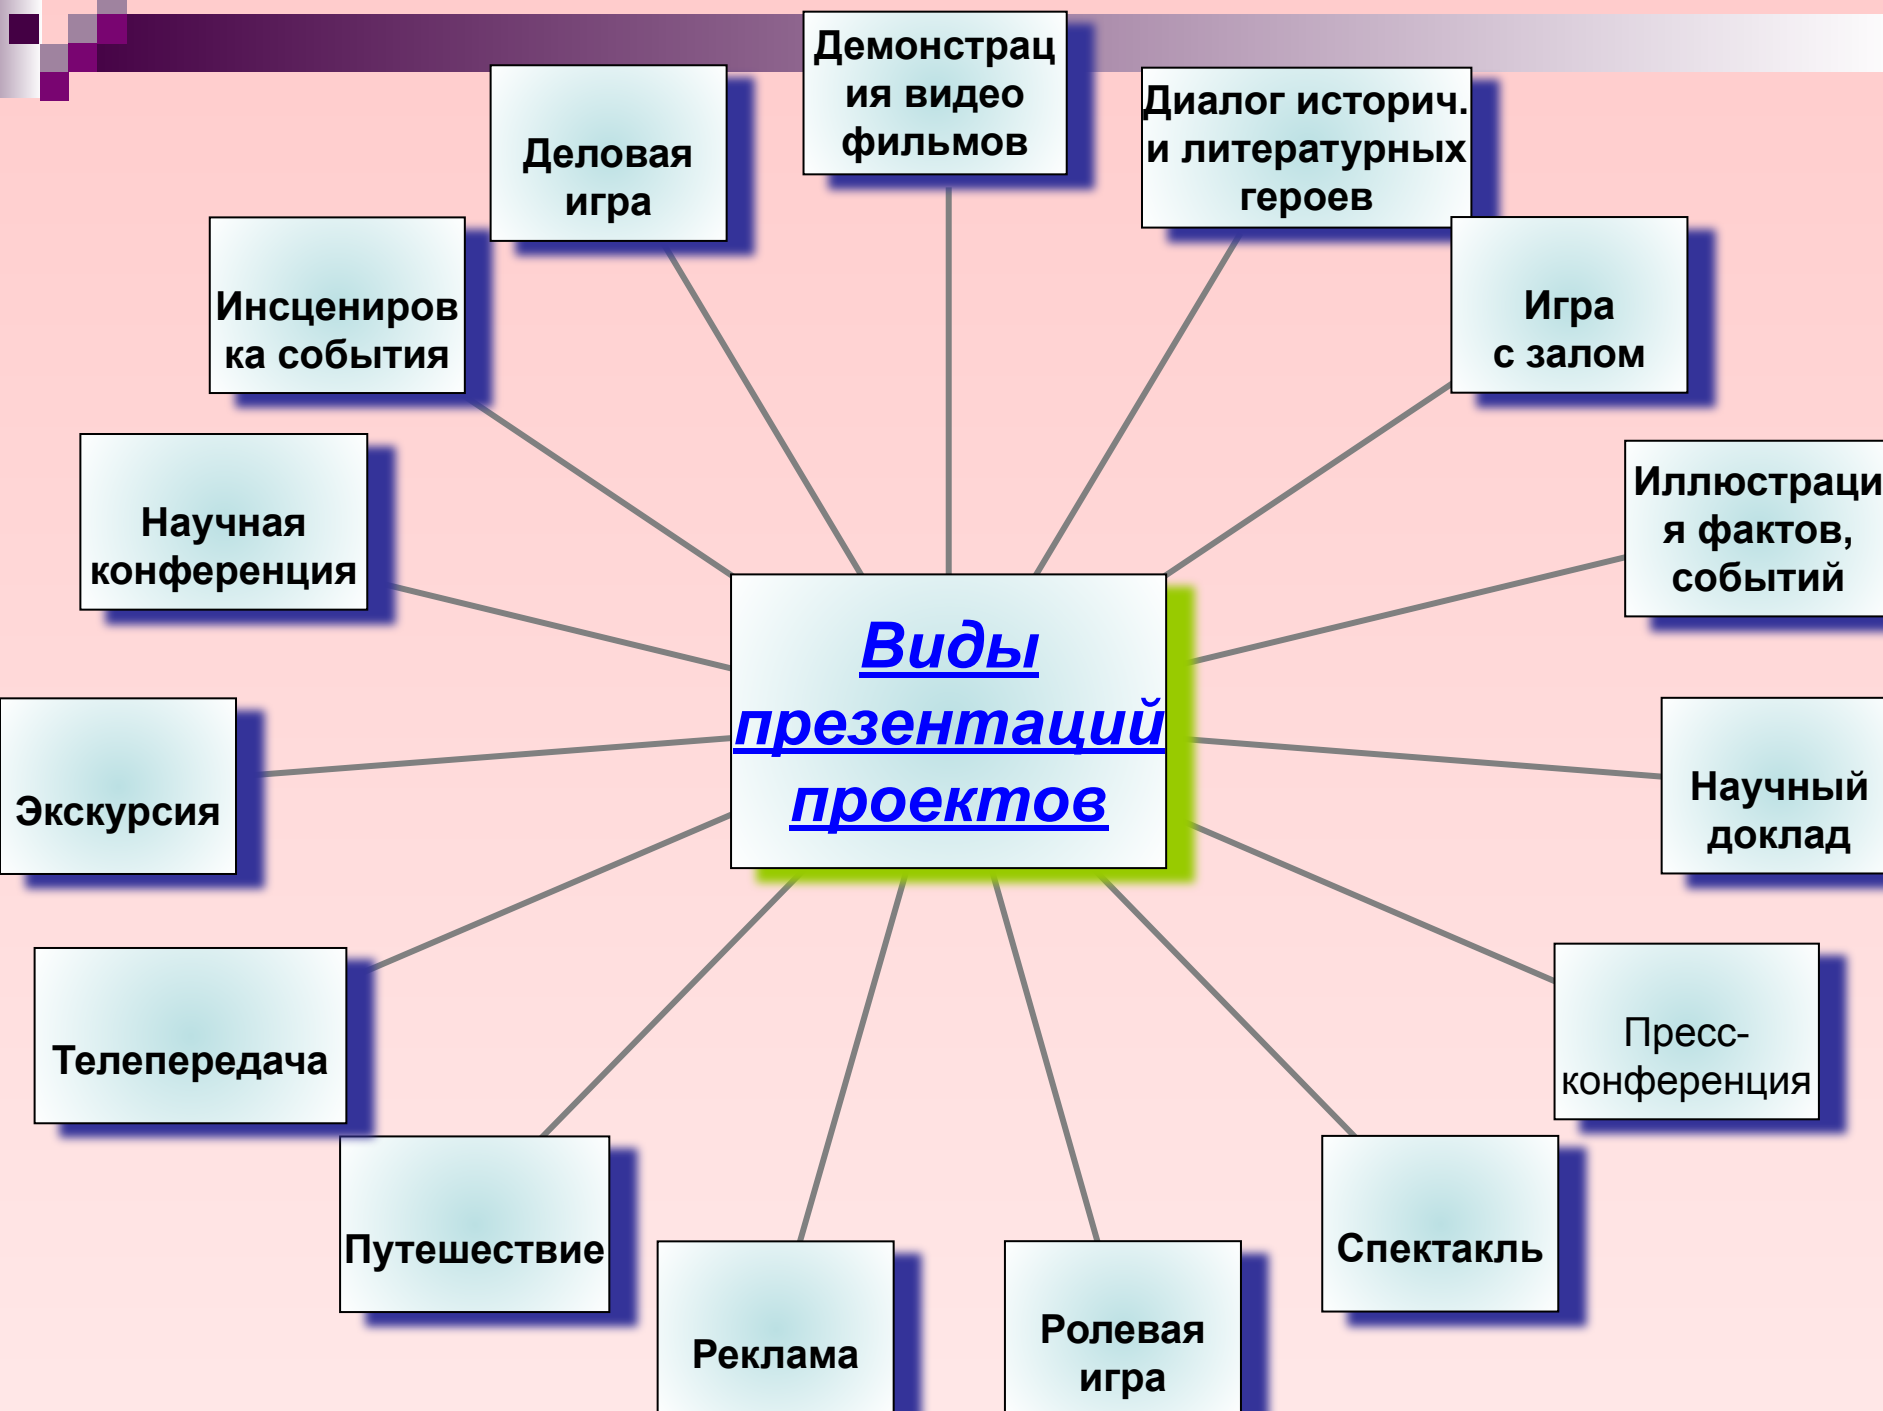 Демонстрац
ия видео
фильмов
Диалог историч.
и литературных
героев
Деловая
игра
Инсцениров
ка события
Игра
с залом
Научная
конференция
Иллюстраци
я фактов,
событий
Виды
презентаций
проектов
Экскурсия
Научный
доклад
Телепередача
Пресс-
конференция
Путешествие
Спектакль
Реклама
Ролевая
игра